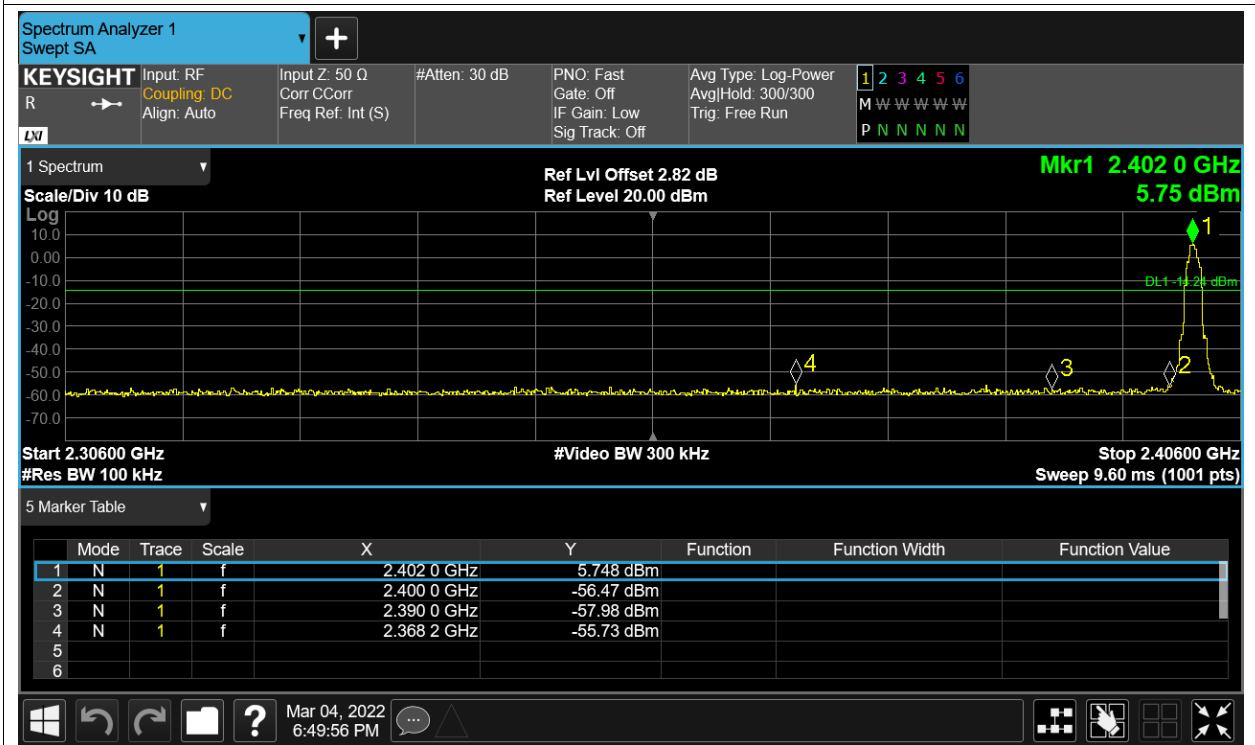 Spectrum Analyzer 1
Swept SA
+
KEYSIGHT Input: RF Input Z: 50 Ω #Atten: 30 dB PNO: Fast Avg Type: Log-Power 1 2 3 4 5 6
R Coupling: DC Corr CCorr Gate: Off Avg|Hold: 300/300 M W W W W W
Align: Auto Freq Ref: Int (S) IF Gain: Low Trig: Free Run
LXI Sig Track: Off P N N N N N
1 Spectrum Ref Lvl Offset 2.82 dB Mkr1 2.402 0 GHz
Scale/Div 10 dB Ref Level 20.00 dBm 5.75 dBm
Log
1
10.0
0.00
-10.0 DL1 -14.24 dBm
-20.0
-30.0
-40.0
4 3 2
-50.0
-60.0
-70.0
Start 2.30600 GHz #Video BW 300 kHz Stop 2.40600 GHz
#Res BW 100 kHz Sweep 9.60 ms (1001 pts)
5 Marker Table
Mode Trace Scale X Y Function Function Width Function Value
1 N 1 f 2.402 0 GHz 5.748 dBm
2 N 1 f 2.400 0 GHz -56.47 dBm
3 N 1 f 2.390 0 GHz -57.98 dBm
4 N 1 f 2.368 2 GHz -55.73 dBm
5
6
? Mar 04, 2022
6:49:56 PM